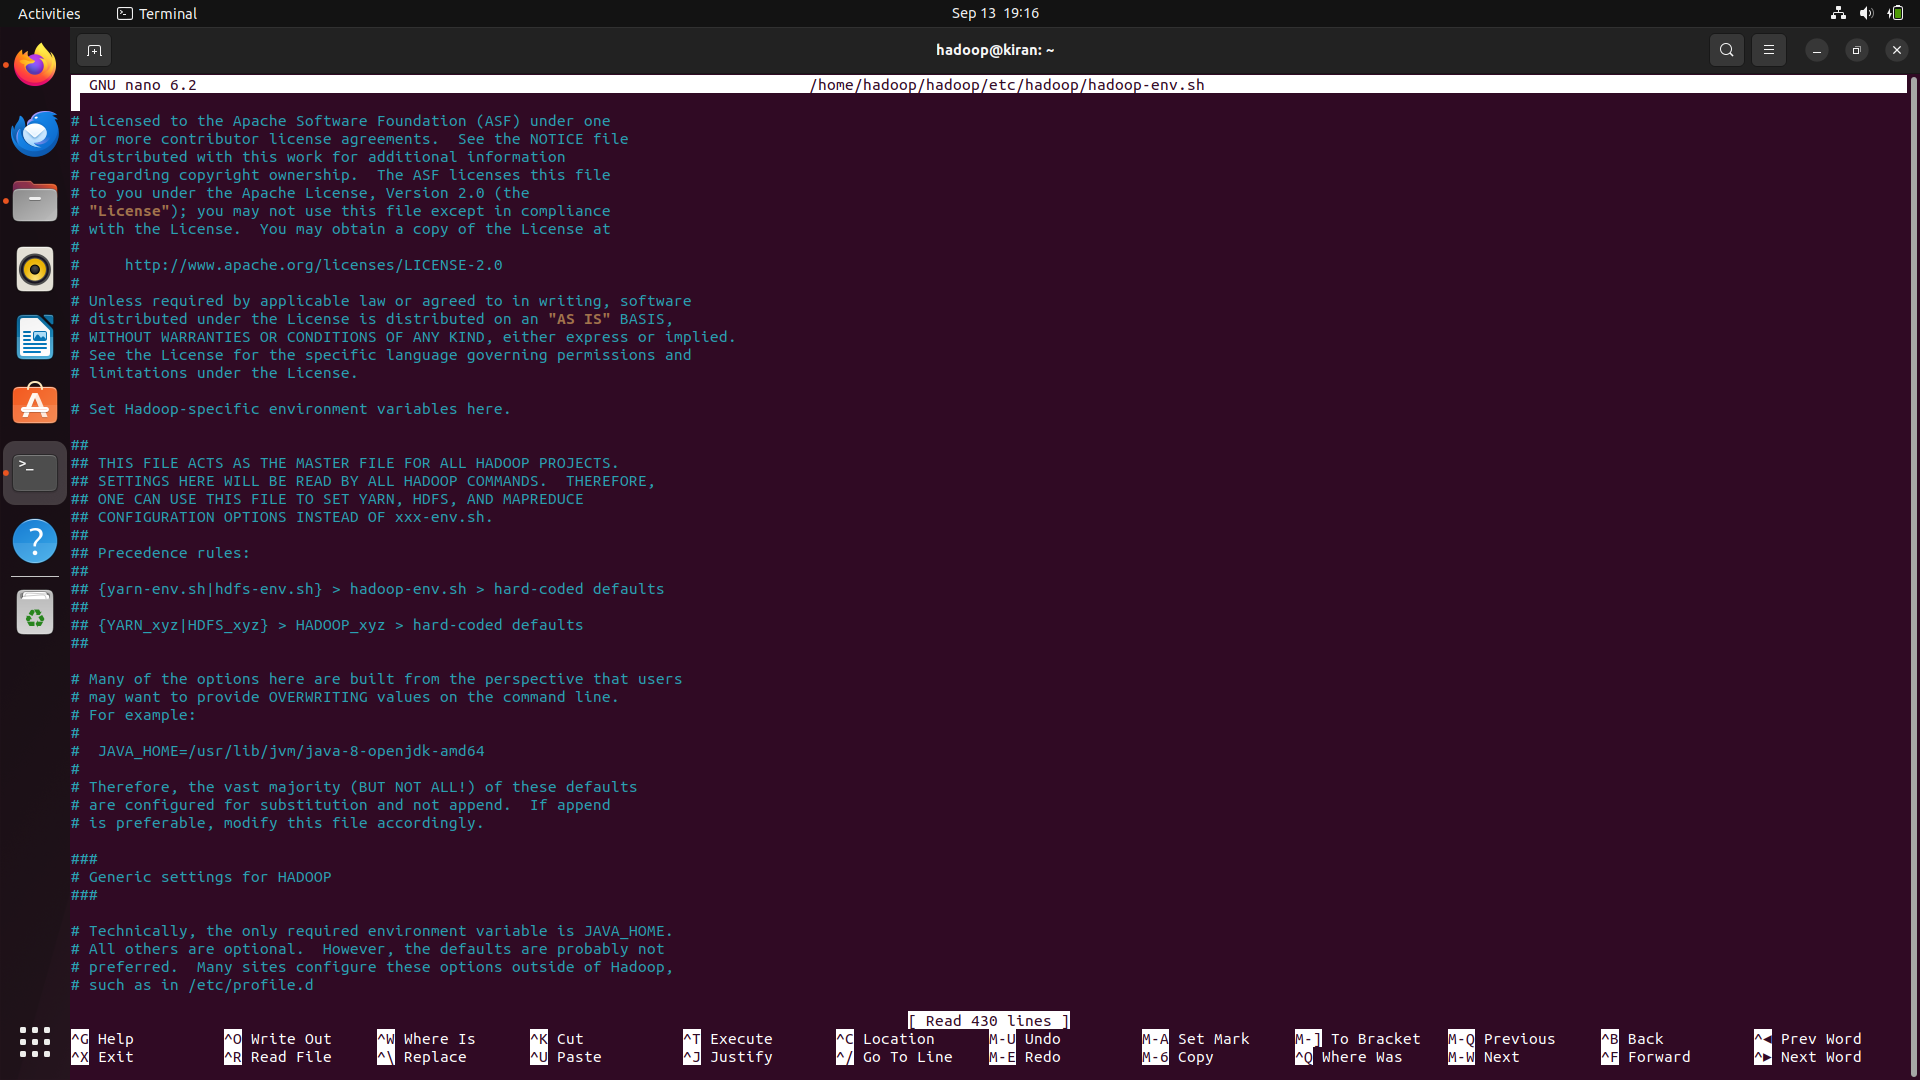 Activities Terminal Sep 13 19:16
hadoop@kiran: ~
GNU nano 6.2 /home/hadoop/hadoop/etc/hadoop/hadoop-env.sh
# Licensed to the Apache Software Foundation (ASF) under one
# or more contributor license agreements.  See the NOTICE file
# distributed with this work for additional information
# regarding copyright ownership.  The ASF licenses this file
# to you under the Apache License, Version 2.0 (the
# "License"); you may not use this file except in compliance
# with the License.  You may obtain a copy of the License at
#
#     http://www.apache.org/licenses/LICENSE-2.0
#
# Unless required by applicable law or agreed to in writing, software
# distributed under the License is distributed on an "AS IS" BASIS,
# WITHOUT WARRANTIES OR CONDITIONS OF ANY KIND, either express or implied.
# See the License for the specific language governing permissions and
# limitations under the License.
# Set Hadoop-specific environment variables here.
##
## THIS FILE ACTS AS THE MASTER FILE FOR ALL HADOOP PROJECTS.
## SETTINGS HERE WILL BE READ BY ALL HADOOP COMMANDS.  THEREFORE,
## ONE CAN USE THIS FILE TO SET YARN, HDFS, AND MAPREDUCE
## CONFIGURATION OPTIONS INSTEAD OF xxx-env.sh.
##
## Precedence rules:
##
## {yarn-env.sh|hdfs-env.sh} > hadoop-env.sh > hard-coded defaults
##
## {YARN_xyz|HDFS_xyz} > HADOOP_xyz > hard-coded defaults
##
# Many of the options here are built from the perspective that users
# may want to provide OVERWRITING values on the command line.
# For example:
#
#  JAVA_HOME=/usr/lib/jvm/java-8-openjdk-amd64
#
# Therefore, the vast majority (BUT NOT ALL!) of these defaults
# are configured for substitution and not append.  If append
# is preferable, modify this file accordingly.
###
# Generic settings for HADOOP
###
# Technically, the only required environment variable is JAVA_HOME.
# All others are optional.  However, the defaults are probably not
# preferred.  Many sites configure these options outside of Hadoop,
# such as in /etc/profile.d
[ Read 430 lines ]
^G Help ^O Write Out ^W Where Is ^K Cut ^T Execute ^C Location M-U Undo M-A Set Mark M-] To Bracket M-Q Previous ^B Back ^◀ Prev Word
^X Exit ^R Read File ^\ Replace ^U Paste ^J Justify ^/ Go To Line M-E Redo M-6 Copy ^Q Where Was M-W Next ^F Forward ^▶ Next Word